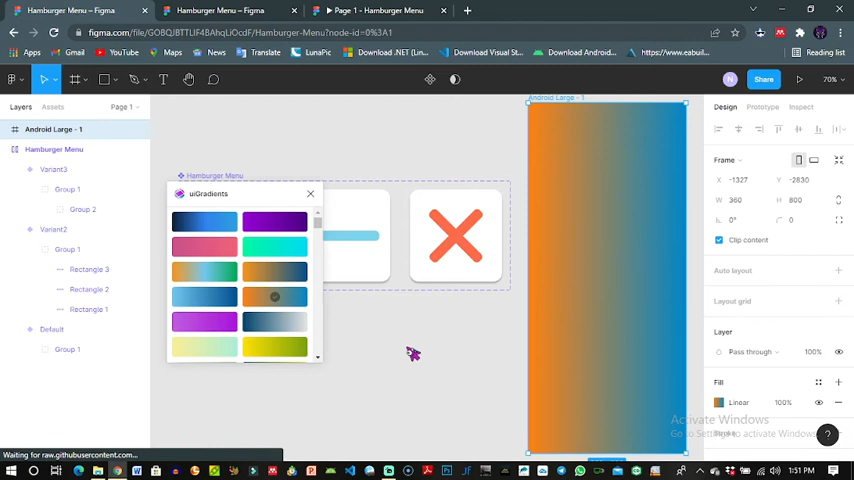 Hamburger Menu – Figma
Hamburger Menu – Figma
Page 1 - Hamburger Menu
figma.com/file/GOBQJBTTLIF4BAhqLiOcdF/Hamburger-Menu?node-id=0%3A1
Apps
Gmail
YouTube
Maps
News
Translate
LunaPic
Download .NET (Lin...
Download Visual Stu...
Download Android...
https://www.eabuil...
Reading list
N
Share
70%
Layers
Assets
Page 1
Design
Prototype
Inspect
Android Large - 1
Hamburger Menu
Variant3
Group 1
Group 2
Variant2
Group 1
Rectangle 3
Rectangle 2
Rectangle 1
Default
Group 1
Hamburger Menu
uiGradients
Android Large - 1
Frame
X
-1327
Y
-2830
W
360
H
800
0°
0
Clip content
Auto layout
Layout grid
Layer
Pass through
100%
Fill
Linear
100%
Stroke
Activate Windows
Go to Settings to activate Windows.
?
Waiting for raw.githubusercontent.com...
1:51 PM